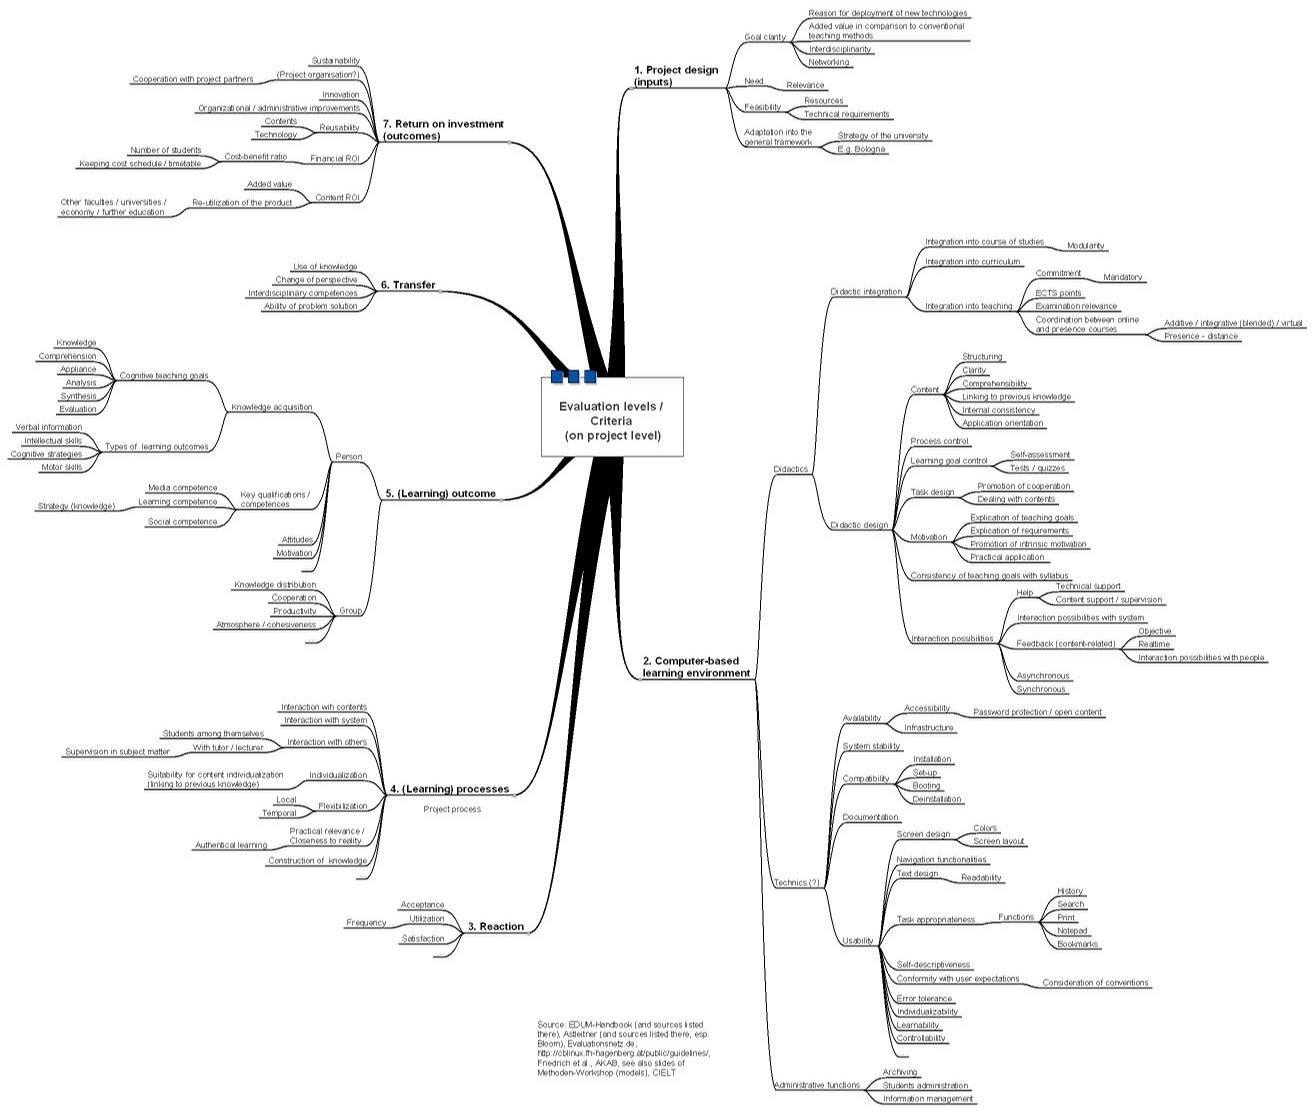 Evaluation levels /
Criteria
(on project level)
1. Project design
(inputs)
Goal clarity
Reason for deployment of new technologies
Added value in comparison to conventional
teaching methods
Interdisciplinarity
Networking
Need
Relevance
Feasibility
Resources
Technical requirements
Adaptation into the
general framework
Strategy of the university
E.g. Bologna
2. Computer-based
learning environment
Didactics
Didactic integration
Integration into course of studies
Modularity
Integration into curriculum
Integration into teaching
Commitment
Mandatory
ECTS points
Examination relevance
Coordination between online
and presence courses
Additive / integrative (blended) / virtual
Presence - distance
Didactic design
Content
Structuring
Clarity
Comprehensibility
Linking to previous knowledge
Internal consistency
Application orientation
Process control
Learning goal control
Self-assessment
Tests / quizzes
Task design
Promotion of cooperation
Dealing with contents
Motivation
Explication of teaching goals
Explication of requirements
Promotion of intrinsic motivation
Practical application
Consistency of teaching goals with syllabus
Interaction possibilities
Help
Technical support
Content support / supervision
Interaction possibilities with system
Feedback (content-related)
Objective
Realtime
Interaction possibilities with people
Asynchronous
Synchronous
Technics (?)
Availability
Accessibility
Password protection / open content
Infrastructure
System stability
Compatibility
Installation
Set-up
Booting
Deinstallation
Documentation
Usability
Screen design
Colors
Screen layout
Navigation functionalities
Text design
Readability
Task appropriateness
Functions
History
Search
Print
Notepad
Bookmarks
Self-descriptiveness
Conformity with user expectations
Consideration of conventions
Error tolerance
Individualizability
Learnability
Controllability
Administrative functions
Archiving
Students administration
Information management
3. Reaction
Acceptance
Utilization
Frequency
Satisfaction
4. (Learning) processes
Project process
Interaction wih contents
Interaction with system
Interaction with others
Students among themselves
With tutor / lecturer
Supervision in subject matter
Individualization
Suitability for content individualization
(linking to previous knowledge)
Flexibilization
Local
Temporal
Practical relevance /
Closeness to reality
Authentical learning
Construction of knowledge
5. (Learning) outcome
Person
Knowledge acquisition
Cognitive teaching goals
Knowledge
Comprehension
Appliance
Analysis
Synthesis
Evaluation
Types of learning outcomes
Verbal information
Intellectual skills
Cognitive strategies
Motor skills
Key qualifications /
competences
Media competence
Learning competence
Strategy (knowledge)
Social competence
Attitudes
Motivation
Group
Knowledge distribution
Cooperation
Productivity
Atmosphere / cohesiveness
6. Transfer
Use of knowledge
Change of perspective
Interdisciplinary competences
Ability of problem solution
7. Return on investment
(outcomes)
Sustainability
(Project organisation?)
Cooperation with project partners
Innovation
Organizational / administrative improvements
Reusability
Contents
Technology
Financial ROI
Cost-benefit ratio
Number of students
Keeping cost schedule / timetable
Content ROI
Added value
Re-utilization of the product
Other faculties / universities /
economy / further education
Source: EDUM-Handbook (and sources listed
there), Astleitner (and sources listed there, esp.
Bloom), Evaluationsnetz.de,
http://cblinux.fh-hagenberg.at/public/guidelines/,
Friedrich et al., AKAB, see also slides of
Methoden-Workshop (models), CIELT